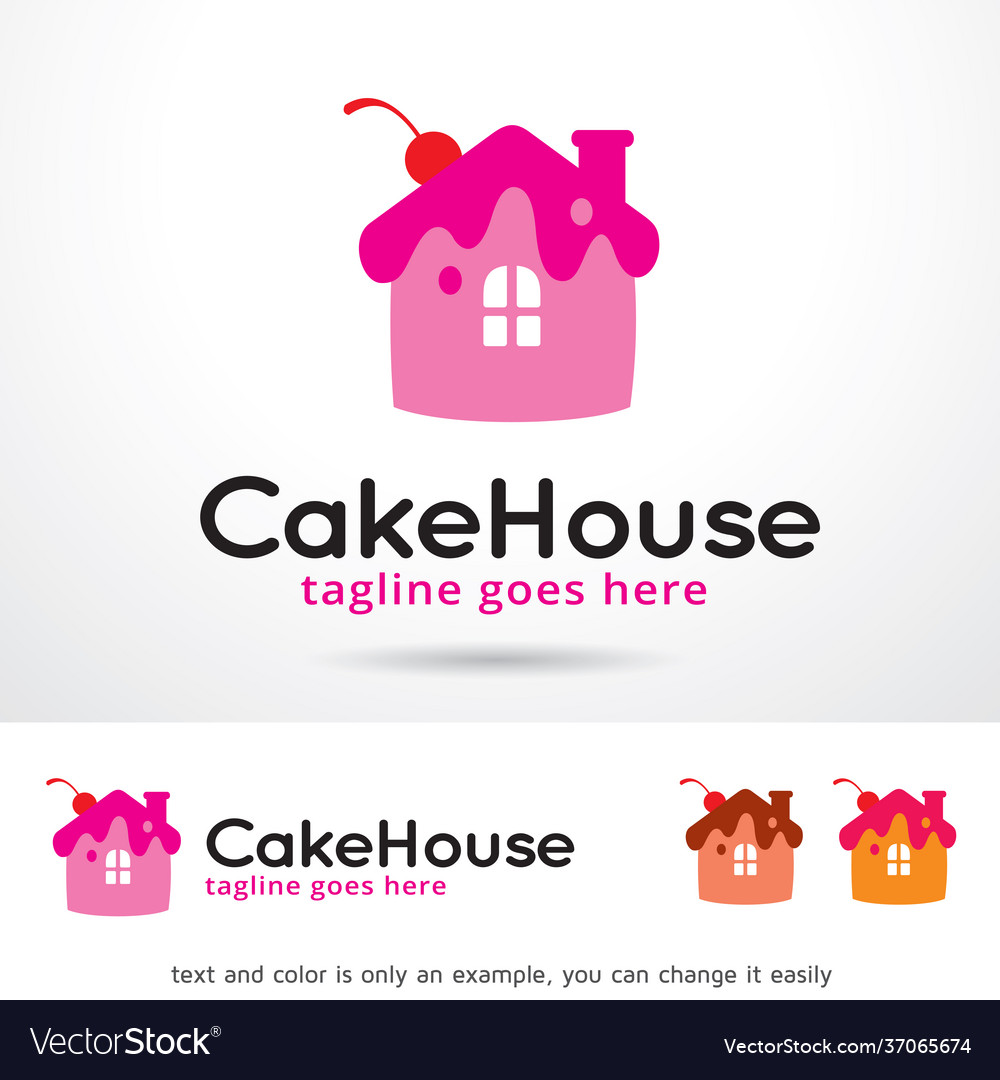 CakeHouse
tagline goes here
CakeHouse
tagline goes here
text and color is only an example, you can change it easily
VectorStock®
VectorStock.com/37065674